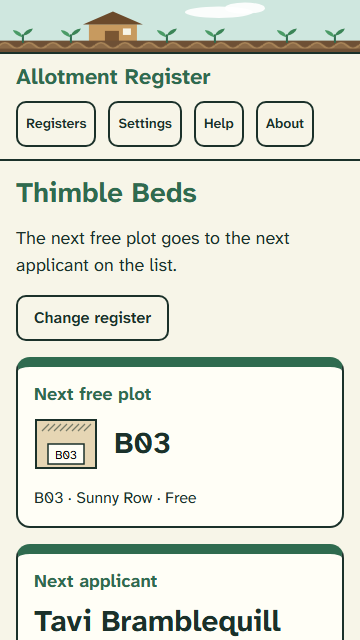 Allotment Register
Registers
Settings
Help
About
Thimble Beds
The next free plot goes to the next
applicant on the list.
Change register
Next free plot
B03
B03
B03 · Sunny Row · Free
Next applicant
Tavi Bramblequill